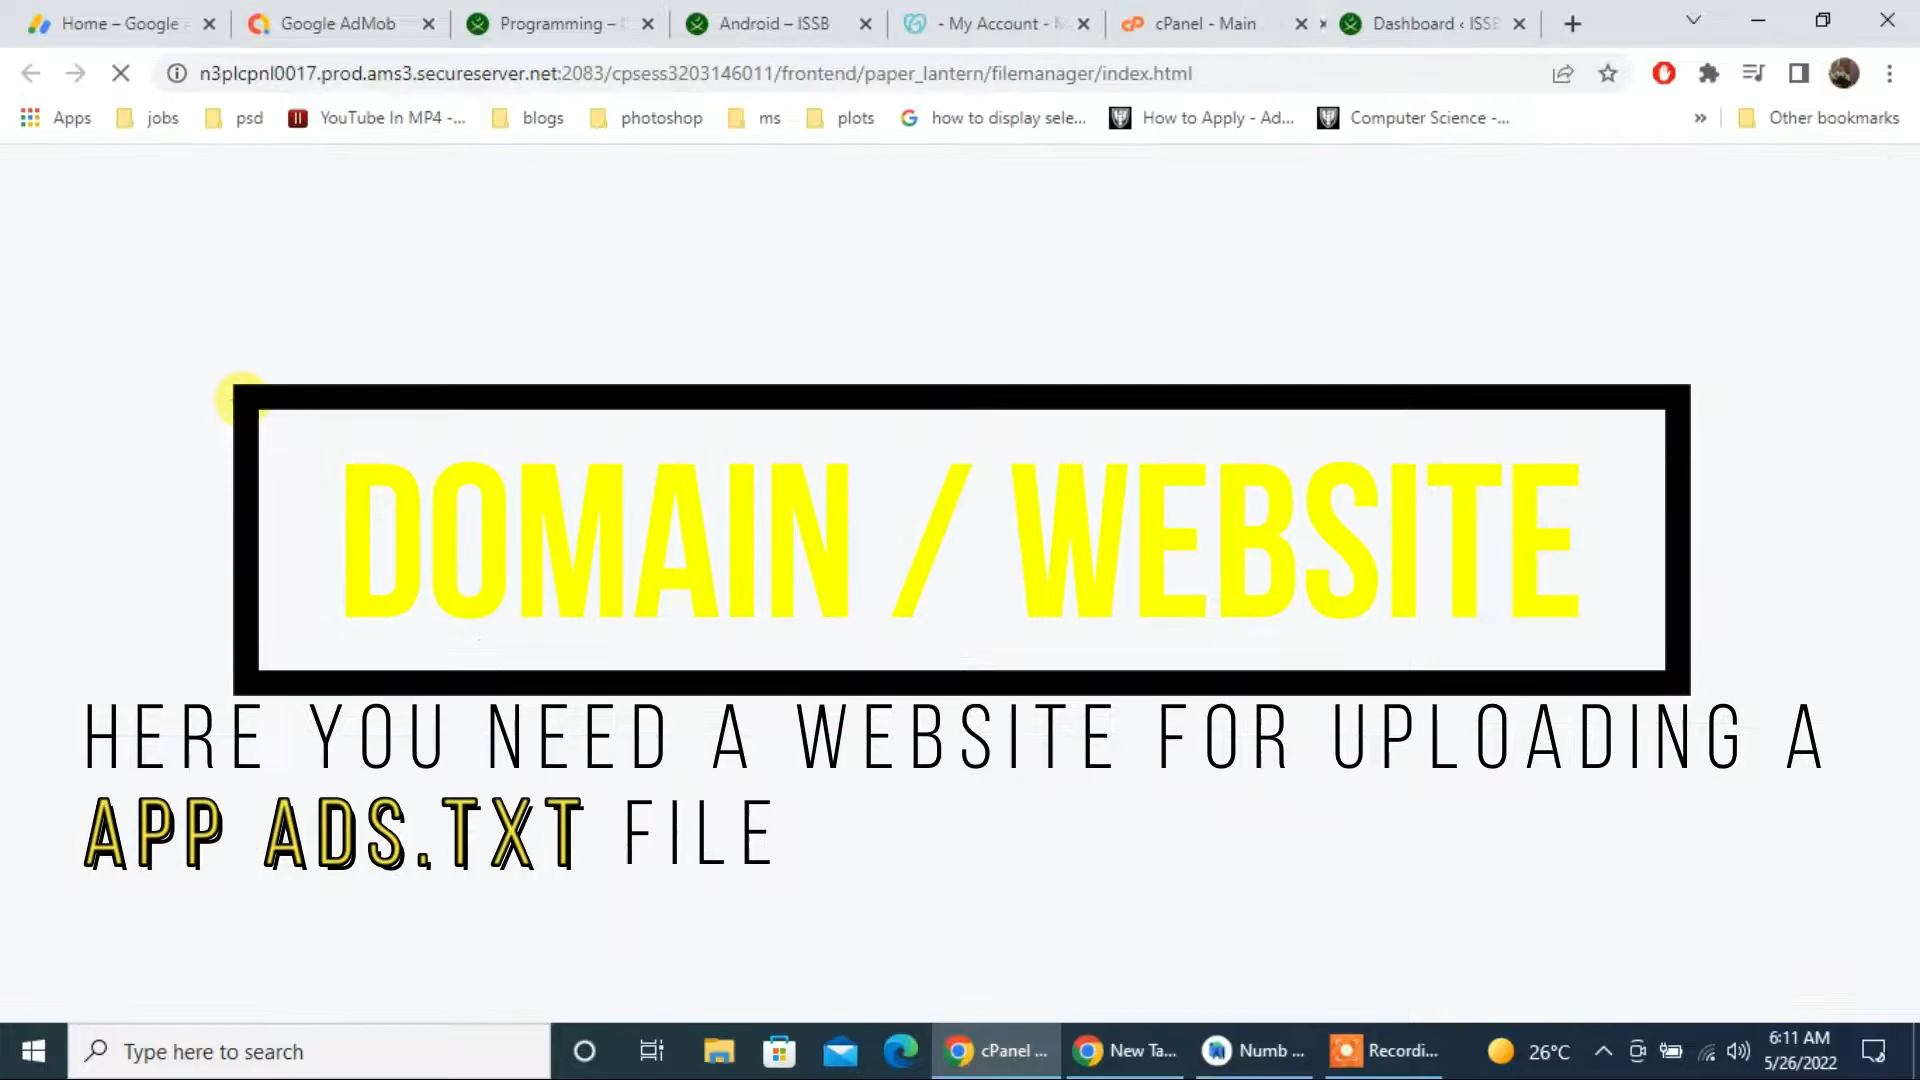 Home – Google
Google AdMob
Programming –
Android – ISSB
- My Account -
cPanel - Main
Dashboard ‹ ISSB
n3plcpnl0017.prod.ams3.secureserver.net:2083/cpsess3203146011/frontend/paper_lantern/filemanager/index.html
Apps
jobs
psd
YouTube In MP4 -...
blogs
photoshop
ms
plots
how to display sele...
How to Apply - Ad...
Computer Science -...
»
Other bookmarks
DOMAIN / WEBSITE
HERE YOU NEED A WEBSITE FOR UPLOADING A
APP ADS.TXT FILE
Type here to search
cPanel ...
New Ta...
Numb ...
Recordi...
26°C
6:11 AM
5/26/2022